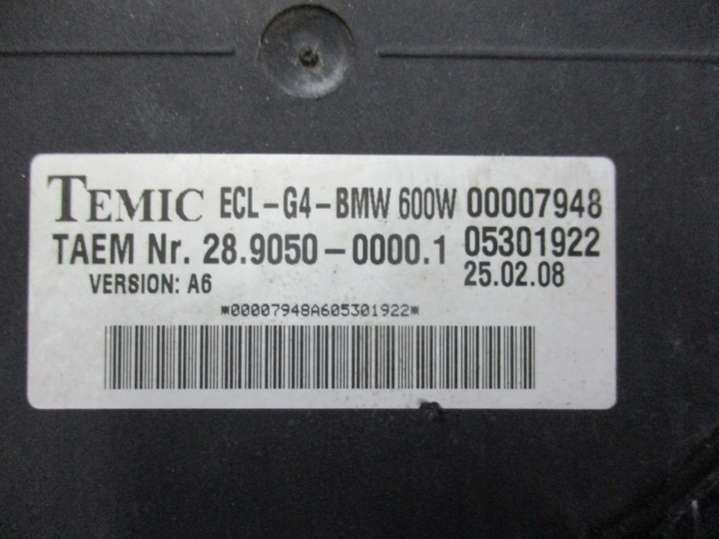 TEMIC ECL-G4-BMW 600W 00007948
TAEM Nr. 28.9050-0000.1 05301922
VERSION: A6 25.02.08
*00007948A605301922*